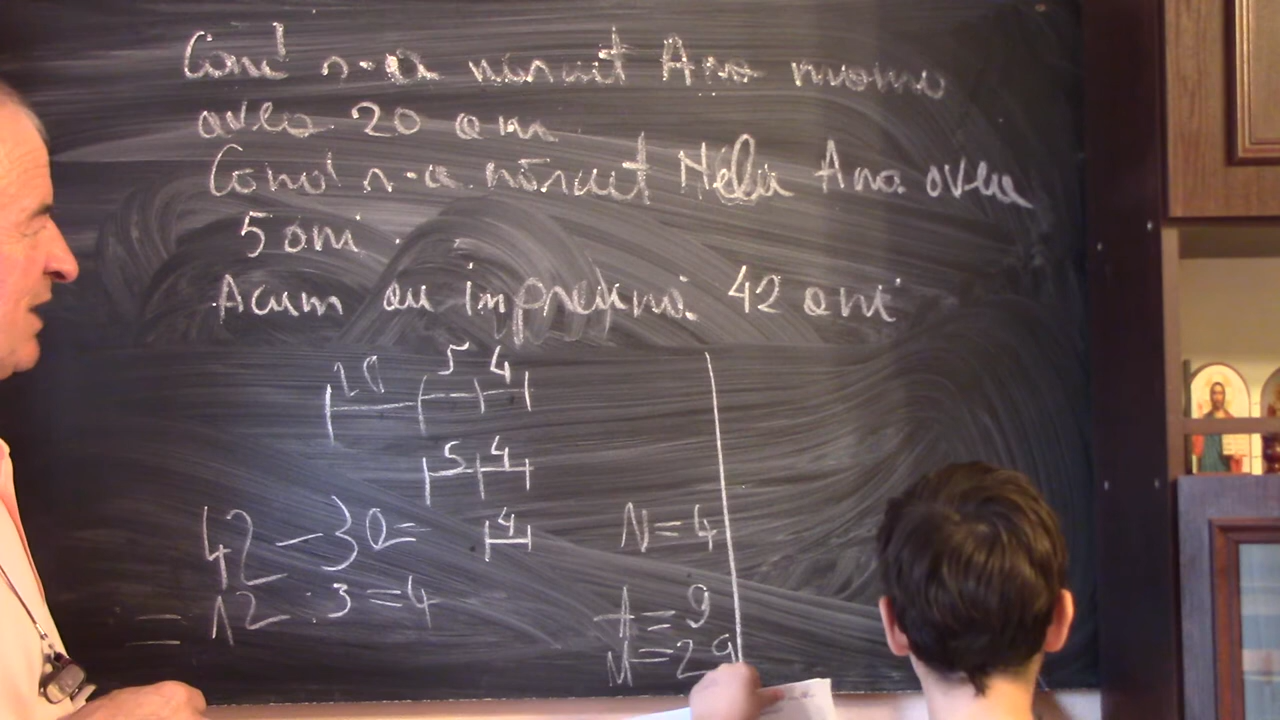 Când s-a născut Ana mama
avea 20 ani
Când s-a născut Nelu Ana avea
5 ani.
Acum au împreună 42 ani
20 5 4
5 4
42 - 30 = 4 N = 4
= 12 : 3 = 4 A = 9
M = 29